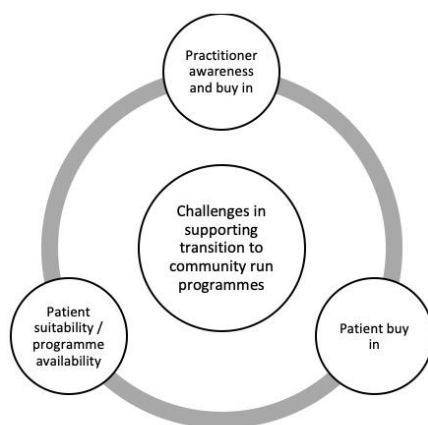 Practitioner
awareness
and buy in
Challenges in
supporting
transition to
community run
programmes
Patient
suitability /
programme
availability
Patient buy
in